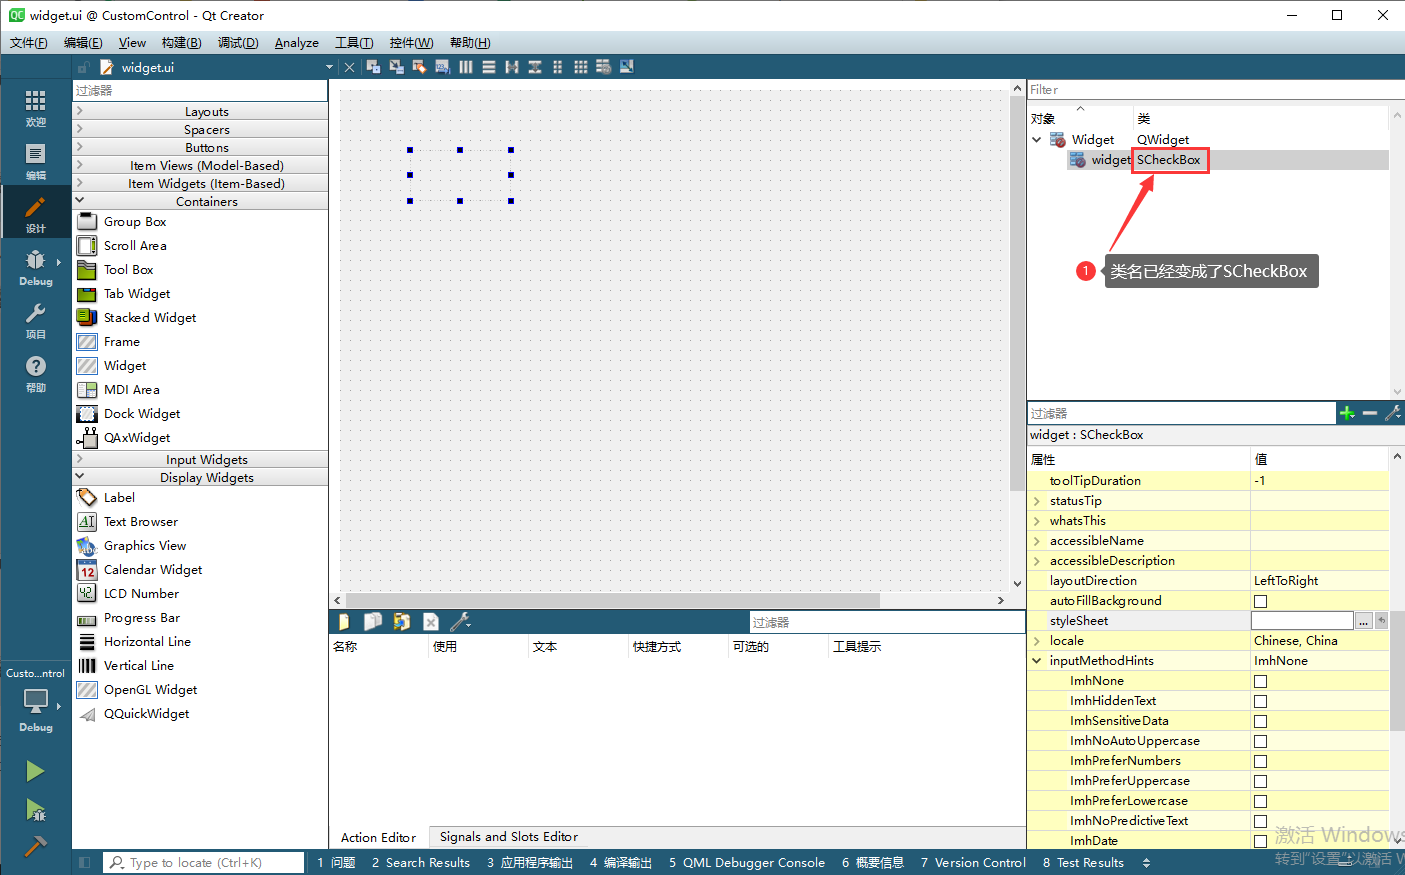 widget.ui @ CustomControl - Qt Creator
文件(F) 编辑(E) View 构建(B) 调试(D) Analyze 工具(T) 控件(W) 帮助(H)
widget.ui
过滤器
Layouts
Spacers
Buttons
Item Views (Model-Based)
Item Widgets (Item-Based)
Containers
Group Box
Scroll Area
Tool Box
Tab Widget
Stacked Widget
Frame
Widget
MDI Area
Dock Widget
QAxWidget
Input Widgets
Display Widgets
Label
Text Browser
Graphics View
Calendar Widget
LCD Number
Progress Bar
Horizontal Line
Vertical Line
OpenGL Widget
QQuickWidget
欢迎
编辑
设计
Debug
项目
帮助
Custo...ntrol
Debug
Filter
对象 类
Widget QWidget
widget SCheckBox
1 类名已经变成了SCheckBox
过滤器
widget : SCheckBox
属性 值
toolTipDuration -1
statusTip
whatsThis
accessibleName
accessibleDescription
layoutDirection LeftToRight
autoFillBackground
styleSheet ...
locale Chinese, China
inputMethodHints ImhNone
ImhNone
ImhHiddenText
ImhSensitiveData
ImhNoAutoUppercase
ImhPreferNumbers
ImhPreferUppercase
ImhPreferLowercase
ImhNoPredictiveText
ImhDate
过滤器
名称 使用 文本 快捷方式 可选的 工具提示
Action Editor Signals and Slots Editor
激活 Windows
转到"设置"以激活 W
Type to locate (Ctrl+K) 1 问题 2 Search Results 3 应用程序输出 4 编译输出 5 QML Debugger Console 6 概要信息 7 Version Control 8 Test Results